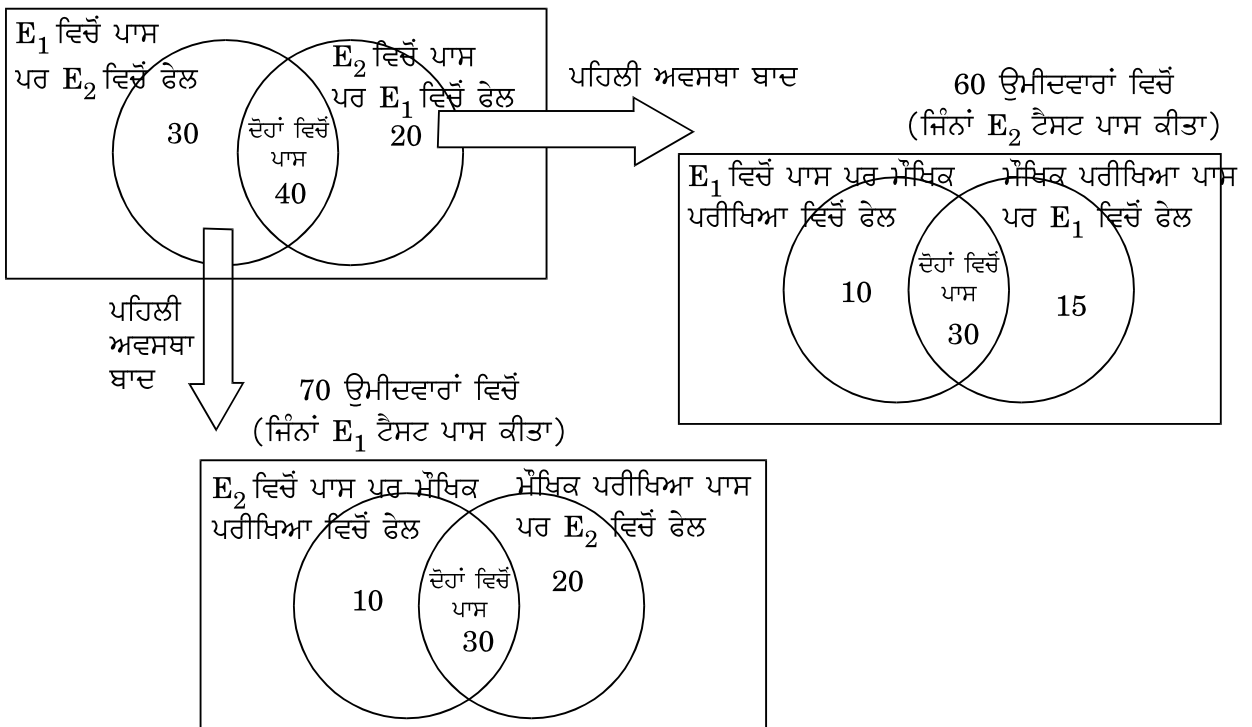 E₁ ਵਿਚੋਂ ਪਾਸ
ਪਰ E₂ ਵਿਚੋਂ ਫੇਲ
E₂ ਵਿਚੋਂ ਪਾਸ
ਪਰ E₁ ਵਿਚੋਂ ਫੇਲ
30
ਦੋਹਾਂ ਵਿਚੋਂ
ਪਾਸ
40
20
ਪਹਿਲੀ ਅਵਸਥਾ ਬਾਦ
60 ਉਮੀਦਵਾਰਾਂ ਵਿਚੋਂ
(ਜਿੰਨਾਂ E₂ ਟੈਸਟ ਪਾਸ ਕੀਤਾ)
E₁ ਵਿਚੋਂ ਪਾਸ ਪਰ ਮੌਖਿਕ
ਪਰੀਖਿਆ ਵਿਚੋਂ ਫੇਲ
ਮੌਖਿਕ ਪਰੀਖਿਆ ਪਾਸ
ਪਰ E₁ ਵਿਚੋਂ ਫੇਲ
10
ਦੋਹਾਂ ਵਿਚੋਂ
ਪਾਸ
30
15
ਪਹਿਲੀ
ਅਵਸਥਾ
ਬਾਦ
70 ਉਮੀਦਵਾਰਾਂ ਵਿਚੋਂ
(ਜਿੰਨਾਂ E₁ ਟੈਸਟ ਪਾਸ ਕੀਤਾ)
E₂ ਵਿਚੋਂ ਪਾਸ ਪਰ ਮੌਖਿਕ
ਪਰੀਖਿਆ ਵਿਚੋਂ ਫੇਲ
ਮੌਖਿਕ ਪਰੀਖਿਆ ਪਾਸ
ਪਰ E₂ ਵਿਚੋਂ ਫੇਲ
10
ਦੋਹਾਂ ਵਿਚੋਂ
ਪਾਸ
30
20